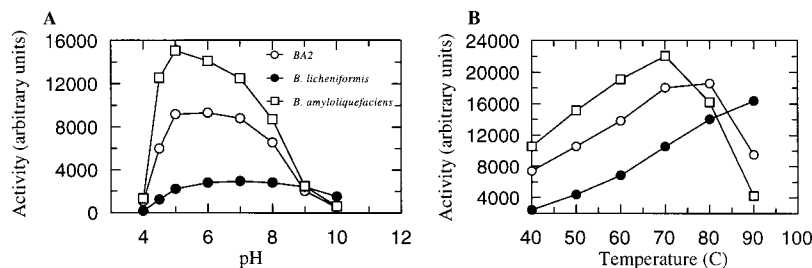 A
Activity (arbitrary units)
16000
12000
8000
4000
0
BA2
B. licheniformis
B. amyloliquefaciens
2
4
6
8
10
12
pH
B
Activity (arbitrary units)
24000
20000
16000
12000
8000
4000
40
50
60
70
80
90
100
Temperature (C)